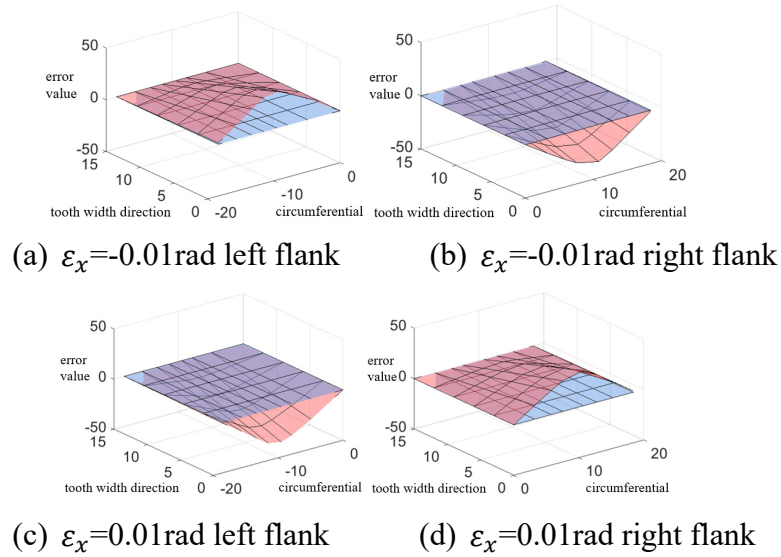 50
error
value
0
-50
15
10
5
0
-20
-10
0
tooth width direction
circumferential
50
error
value
0
-50
15
10
5
0
0
10
20
tooth width direction
circumferential
(a) εₓ=-0.01rad left flank
(b) εₓ=-0.01rad right flank
50
error
value
0
-50
15
10
5
0
-20
-10
0
tooth width direction
circumferential
50
error
value
0
-50
15
10
5
0
0
10
20
tooth width direction
circumferential
(c) εₓ=0.01rad left flank
(d) εₓ=0.01rad right flank